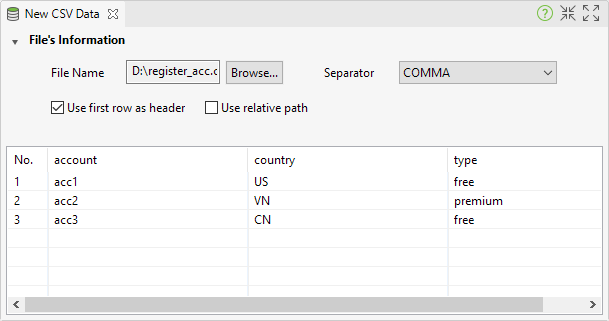 New CSV Data
File's Information
File Name D:\register_acc.c Browse... Separator COMMA
Use first row as header Use relative path
No. account country type
1 acc1 US free
2 acc2 VN premium
3 acc3 CN free